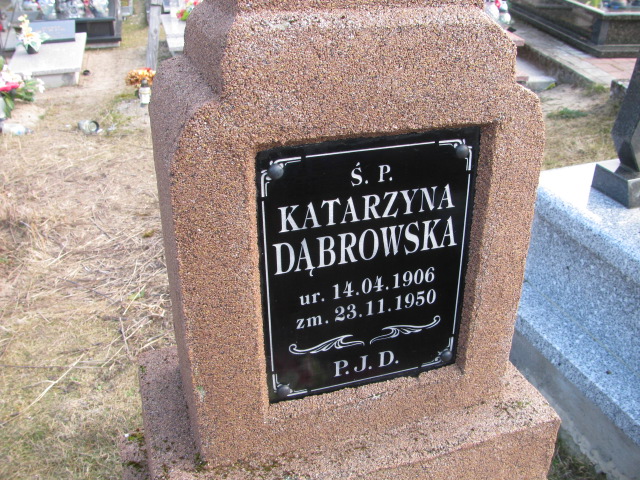 Ś. P.
KATARZYNA
DĄBROWSKA
ur. 14.04.1906
zm. 23.11.1950
P. J. D.